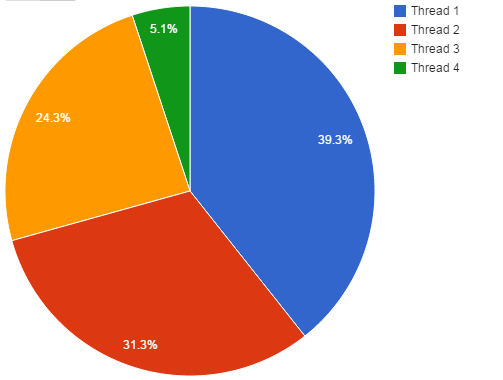 Thread 1
Thread 2
Thread 3
Thread 4
5.1%
24.3%
39.3%
31.3%